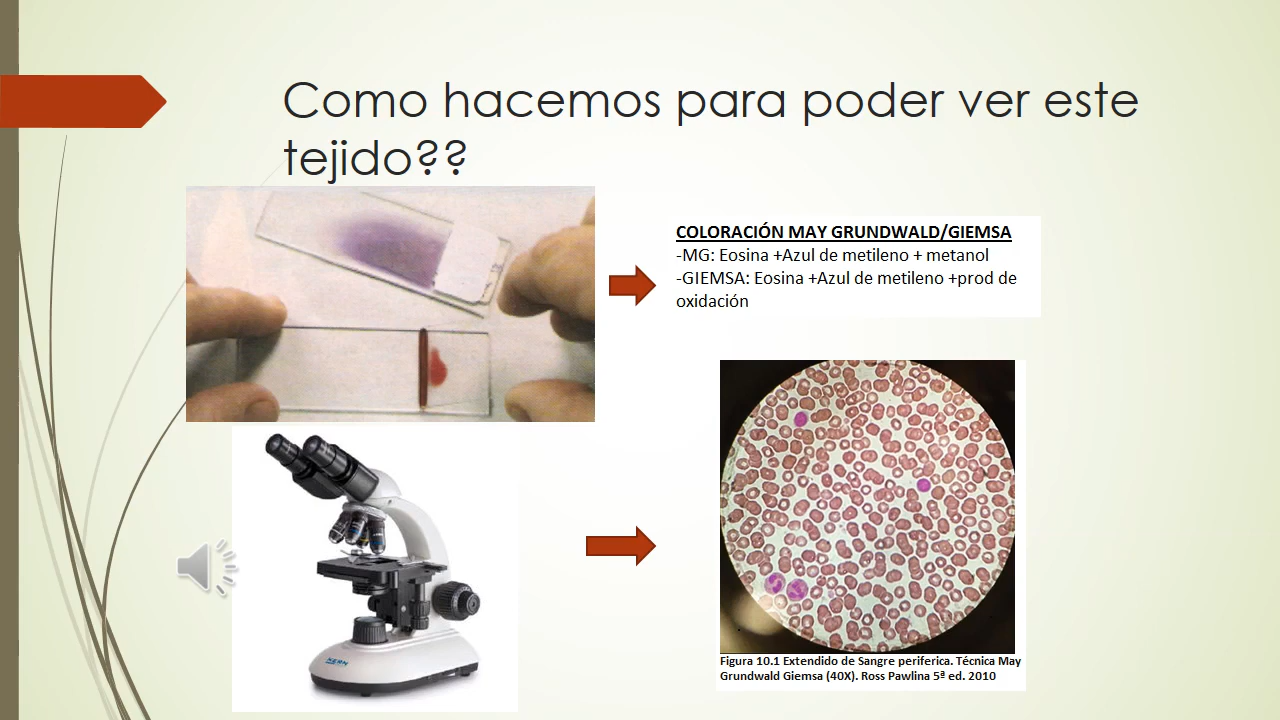 Como hacemos para poder ver este
tejido??
COLORACIÓN MAY GRUNDWALD/GIEMSA
-MG: Eosina +Azul de metileno + metanol
-GIEMSA: Eosina +Azul de metileno +prod de
oxidación
KERN
Figura 10.1 Extendido de Sangre periferica. Técnica May
Grundwald Giemsa (40X). Ross Pawlina 5ª ed. 2010